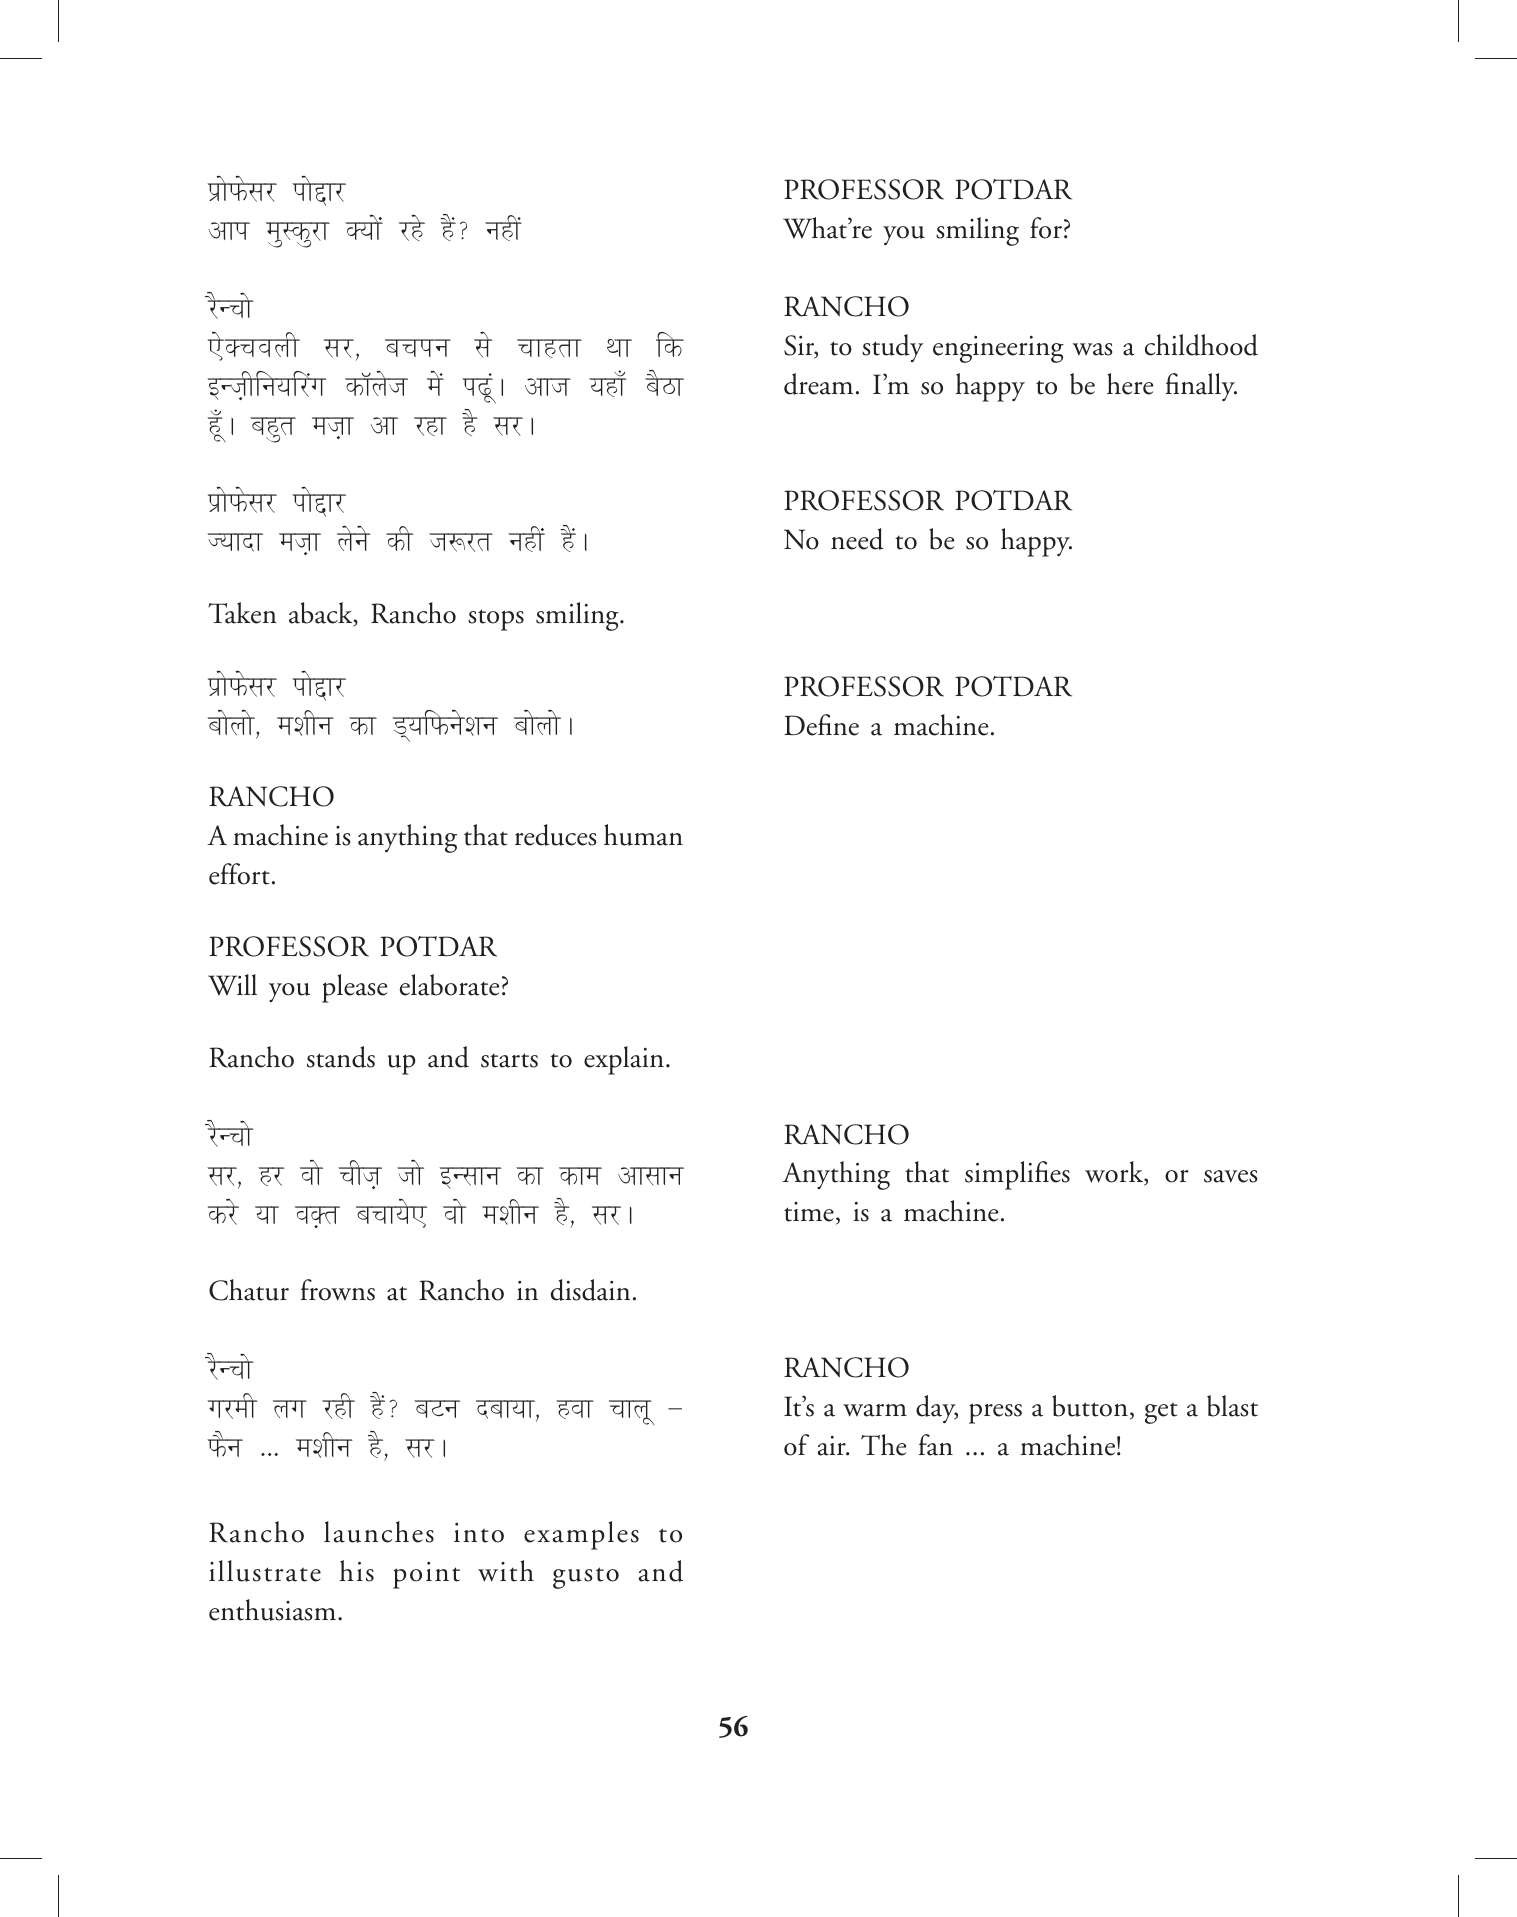 प्रोफेसर पोद्दार
आप मुस्कुरा क्यों रहे हैं? नहीं
PROFESSOR POTDAR
What’re you smiling for?
रैन्चो
ऐक्चवली सर, बचपन से चाहता था कि
इन्ज़ीनियरिंग कॉलेज में पढूं। आज यहाँ बैठा
हूँ। बहुत मज़ा आ रहा है सर।
RANCHO
Sir, to study engineering was a childhood
dream. I’m so happy to be here finally.
प्रोफेसर पोद्दार
ज्यादा मज़ा लेने की जरूरत नहीं हैं।
PROFESSOR POTDAR
No need to be so happy.
Taken aback, Rancho stops smiling.
प्रोफेसर पोद्दार
बोलो, मशीन का ड्यफिनेशन बोलो।
PROFESSOR POTDAR
Define a machine.
RANCHO
A machine is anything that reduces human
effort.
PROFESSOR POTDAR
Will you please elaborate?
Rancho stands up and starts to explain.
रैन्चो
सर, हर वो चीज़ जो इन्सान का काम आसान
करे या वक़्त बचायेए वो मशीन है, सर।
RANCHO
Anything that simplifies work, or saves
time, is a machine.
Chatur frowns at Rancho in disdain.
रैन्चो
गरमी लग रही हैं? बटन दबाया, हवा चालू –
फैन ... मशीन है, सर।
RANCHO
It’s a warm day, press a button, get a blast
of air. The fan ... a machine!
Rancho launches into examples to
illustrate his point with gusto and
enthusiasm.
56